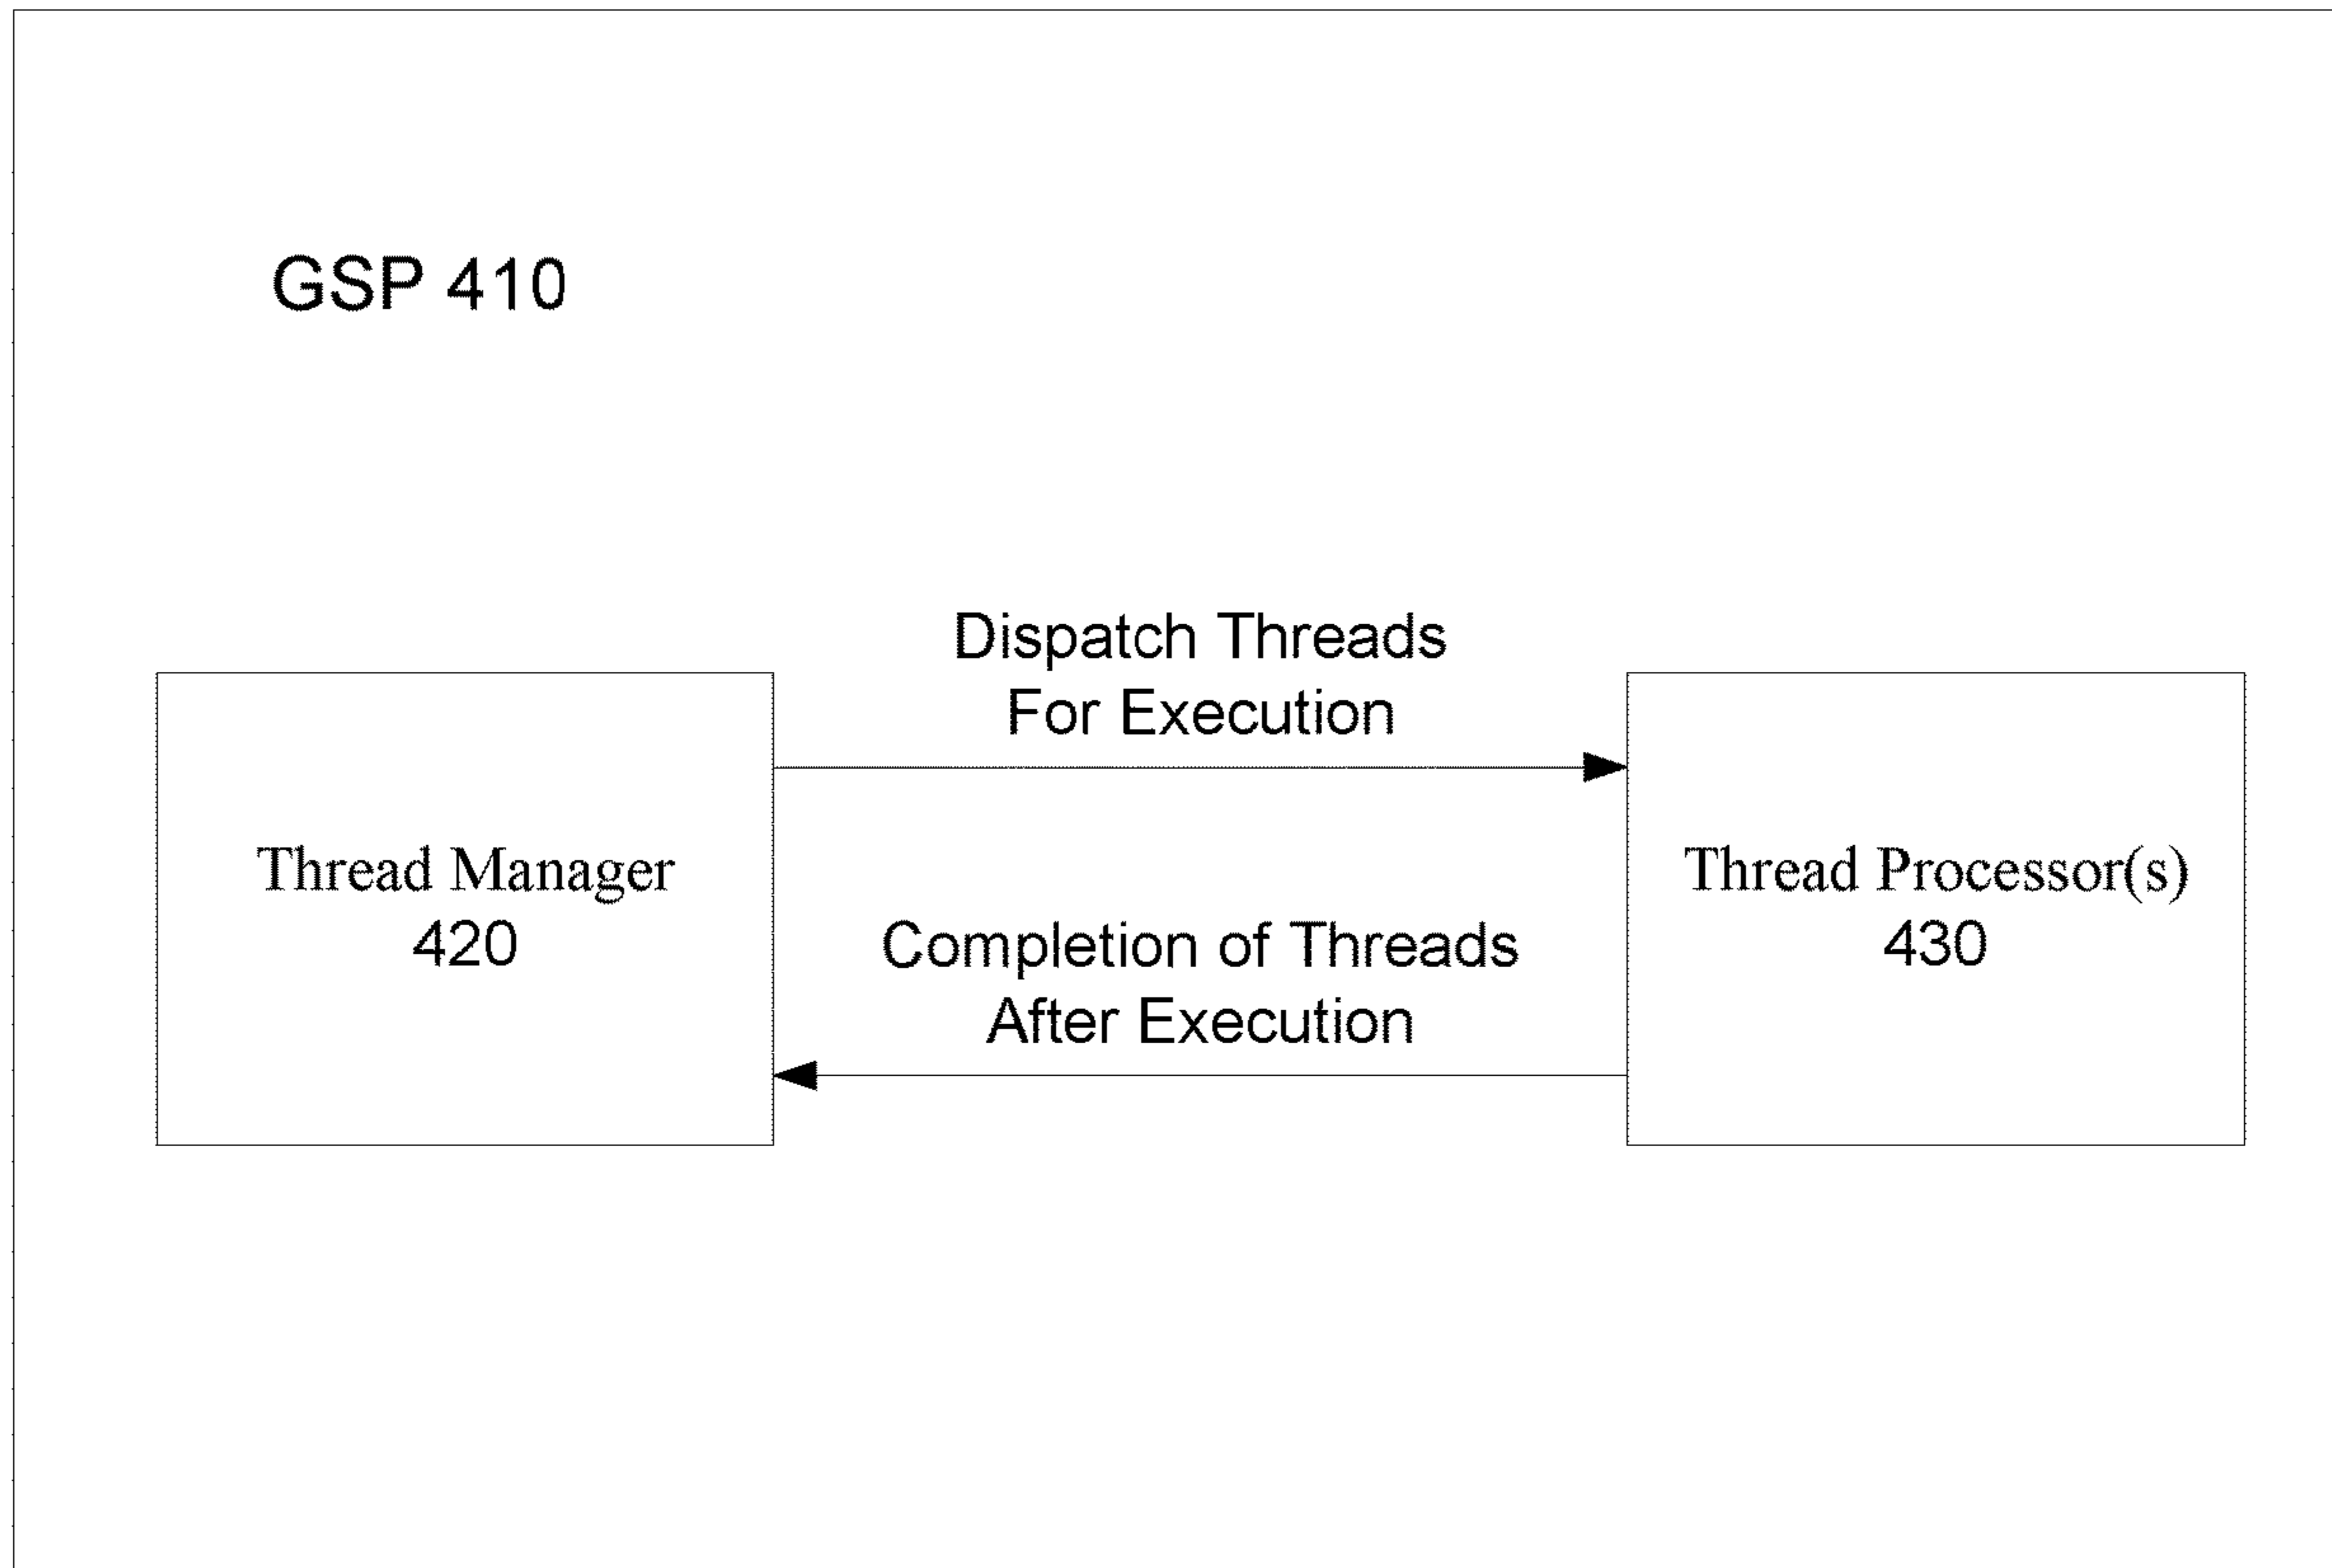 GSP 410
Dispatch Threads
For Execution
Thread Manager
420
Thread Processor(s)
430
Completion of Threads
After Execution